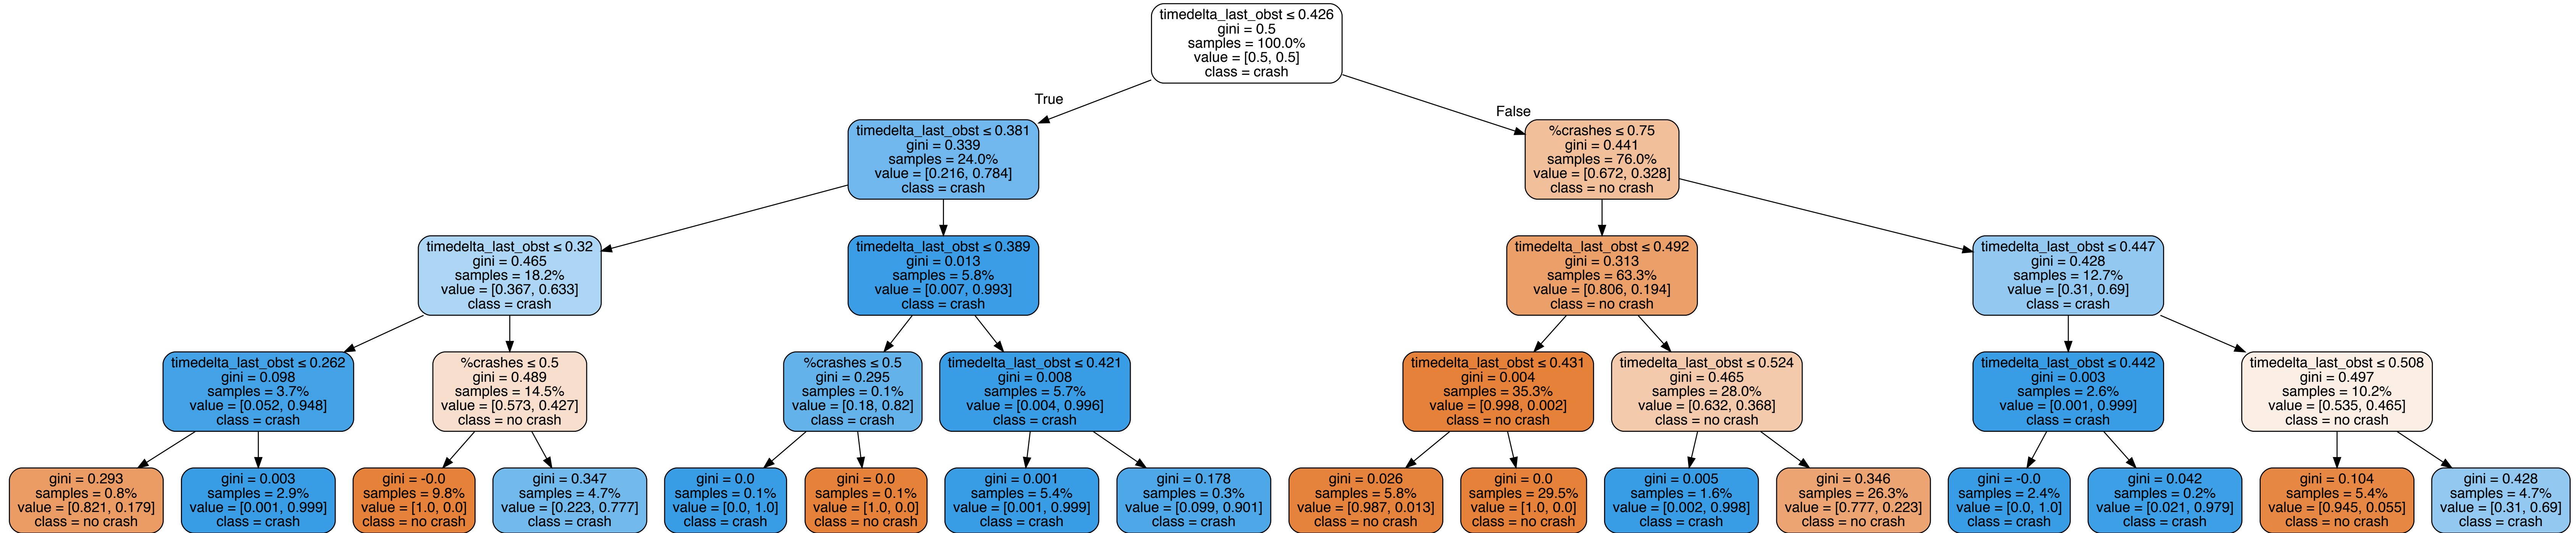 timedelta_last_obst ≤ 0.426
gini = 0.5
samples = 100.0%
value = [0.5, 0.5]
class = crash
True
False
timedelta_last_obst ≤ 0.381
gini = 0.339
samples = 24.0%
value = [0.216, 0.784]
class = crash
%crashes ≤ 0.75
gini = 0.441
samples = 76.0%
value = [0.672, 0.328]
class = no crash
timedelta_last_obst ≤ 0.32
gini = 0.465
samples = 18.2%
value = [0.367, 0.633]
class = crash
timedelta_last_obst ≤ 0.389
gini = 0.013
samples = 5.8%
value = [0.007, 0.993]
class = crash
timedelta_last_obst ≤ 0.492
gini = 0.313
samples = 63.3%
value = [0.806, 0.194]
class = no crash
timedelta_last_obst ≤ 0.447
gini = 0.428
samples = 12.7%
value = [0.31, 0.69]
class = crash
timedelta_last_obst ≤ 0.262
gini = 0.098
samples = 3.7%
value = [0.052, 0.948]
class = crash
%crashes ≤ 0.5
gini = 0.489
samples = 14.5%
value = [0.573, 0.427]
class = no crash
%crashes ≤ 0.5
gini = 0.295
samples = 0.1%
value = [0.18, 0.82]
class = crash
timedelta_last_obst ≤ 0.421
gini = 0.008
samples = 5.7%
value = [0.004, 0.996]
class = crash
timedelta_last_obst ≤ 0.431
gini = 0.004
samples = 35.3%
value = [0.998, 0.002]
class = no crash
timedelta_last_obst ≤ 0.524
gini = 0.465
samples = 28.0%
value = [0.632, 0.368]
class = no crash
timedelta_last_obst ≤ 0.442
gini = 0.003
samples = 2.6%
value = [0.001, 0.999]
class = crash
timedelta_last_obst ≤ 0.508
gini = 0.497
samples = 10.2%
value = [0.535, 0.465]
class = no crash
gini = 0.293
samples = 0.8%
value = [0.821, 0.179]
class = no crash
gini = 0.003
samples = 2.9%
value = [0.001, 0.999]
class = crash
gini = -0.0
samples = 9.8%
value = [1.0, 0.0]
class = no crash
gini = 0.347
samples = 4.7%
value = [0.223, 0.777]
class = crash
gini = 0.0
samples = 0.1%
value = [0.0, 1.0]
class = crash
gini = 0.0
samples = 0.1%
value = [1.0, 0.0]
class = no crash
gini = 0.001
samples = 5.4%
value = [0.001, 0.999]
class = crash
gini = 0.178
samples = 0.3%
value = [0.099, 0.901]
class = crash
gini = 0.026
samples = 5.8%
value = [0.987, 0.013]
class = no crash
gini = 0.0
samples = 29.5%
value = [1.0, 0.0]
class = no crash
gini = 0.005
samples = 1.6%
value = [0.002, 0.998]
class = crash
gini = 0.346
samples = 26.3%
value = [0.777, 0.223]
class = no crash
gini = -0.0
samples = 2.4%
value = [0.0, 1.0]
class = crash
gini = 0.042
samples = 0.2%
value = [0.021, 0.979]
class = crash
gini = 0.104
samples = 5.4%
value = [0.945, 0.055]
class = no crash
gini = 0.428
samples = 4.7%
value = [0.31, 0.69]
class = crash